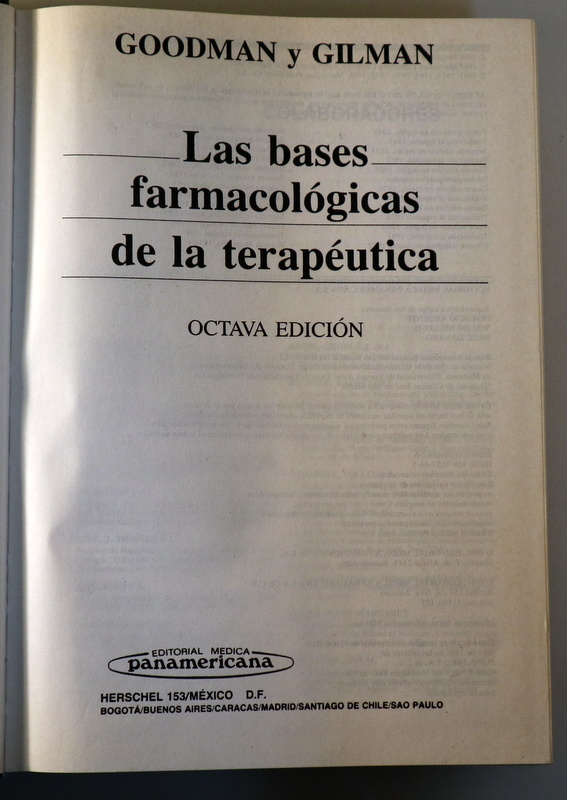 GOODMAN y GILMAN
Las bases
farmacológicas
de la terapéutica
OCTAVA EDICIÓN
EDITORIAL MEDICA
panamericana
HERSCHEL 153/MÉXICO D.F.
BOGOTÁ/BUENOS AIRES/CARACAS/MADRID/SANTIAGO DE CHILE/SAO PAULO